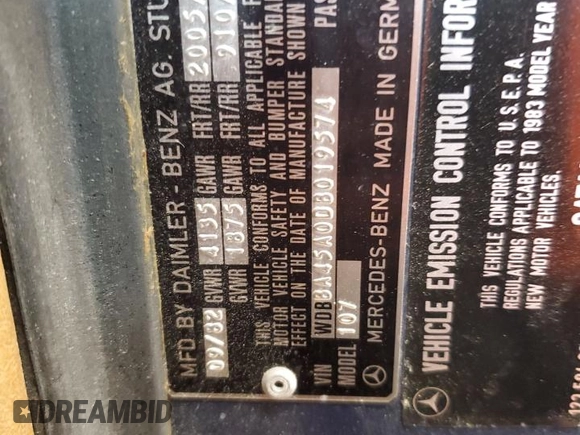 MFD BY DAIMLER - BENZ AG. STU
09/82 GVWR 4135 GAWR FRT/RR 2005
GVWR 1875 GAWR FRT/RR 910
THIS VEHICLE CONFORMS TO ALL APPLICABLE F
MOTOR VEHICLE SAFETY AND BUMPER STANDA
EFFECT ON THE DATE OF MANUFACTURE SHOWN
VIN WDBBA45A0DB019574 PAS
MODEL 107
MERCEDES-BENZ MADE IN GERM
VEHICLE EMISSION CONTROL INFOR
THIS VEHICLE CONFORMS TO U.S.E.P.A.
REGULATIONS APPLICABLE TO 1983 MODEL YEAR
NEW MOTOR VEHICLES.
DREAMBID